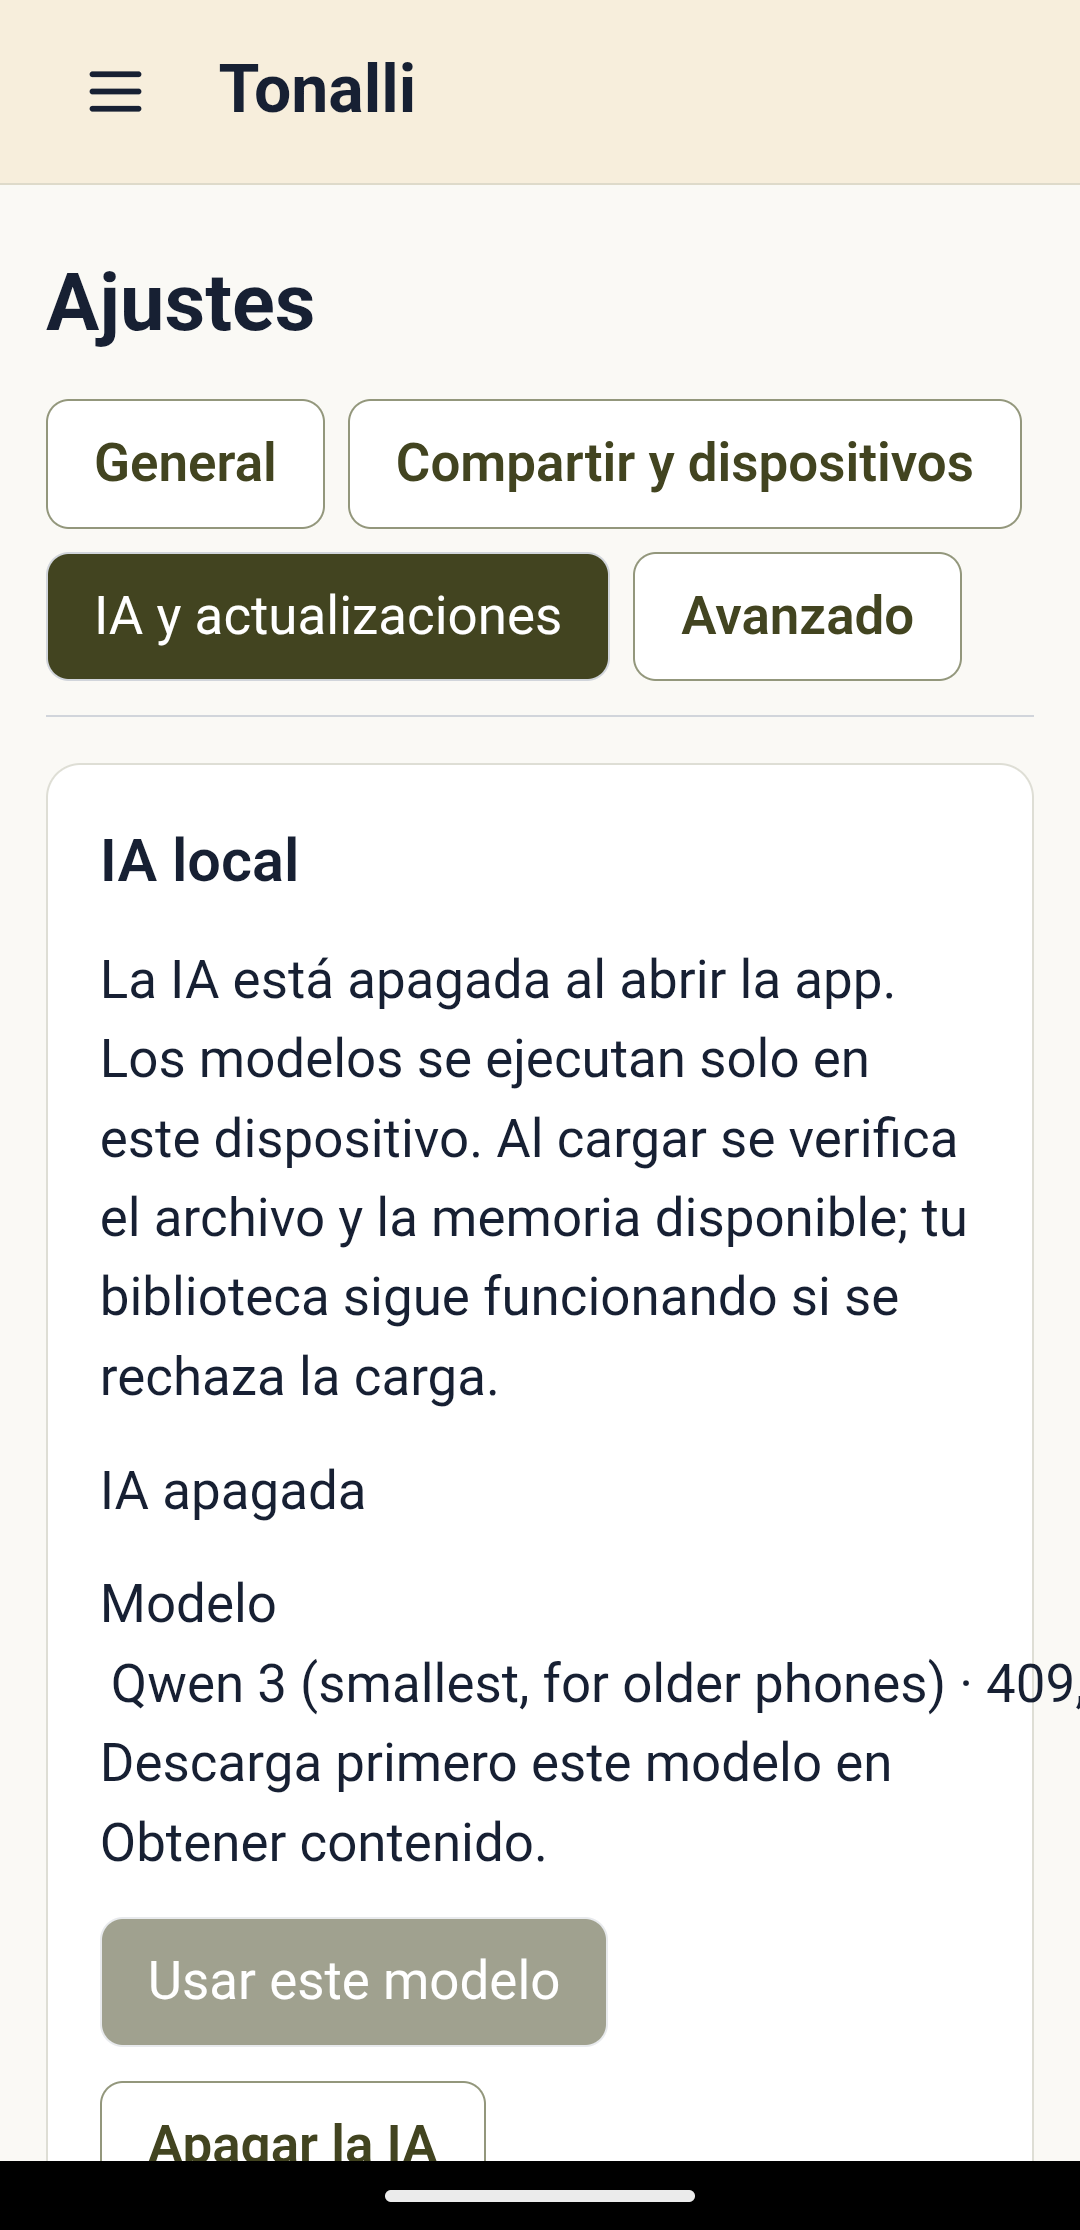 Tonalli
Ajustes
General
Compartir y dispositivos
IA y actualizaciones
Avanzado
IA local
La IA está apagada al abrir la app.
Los modelos se ejecutan solo en
este dispositivo. Al cargar se verifica
el archivo y la memoria disponible; tu
biblioteca sigue funcionando si se
rechaza la carga.
IA apagada
Modelo
Qwen 3 (smallest, for older phones) · 409,
Descarga primero este modelo en
Obtener contenido.
Usar este modelo
Apagar la IA